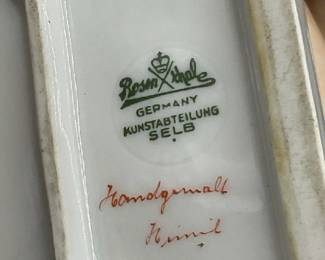 Rosenthal
GERMANY
KUNSTABTEILUNG
SELB
Handgemalt